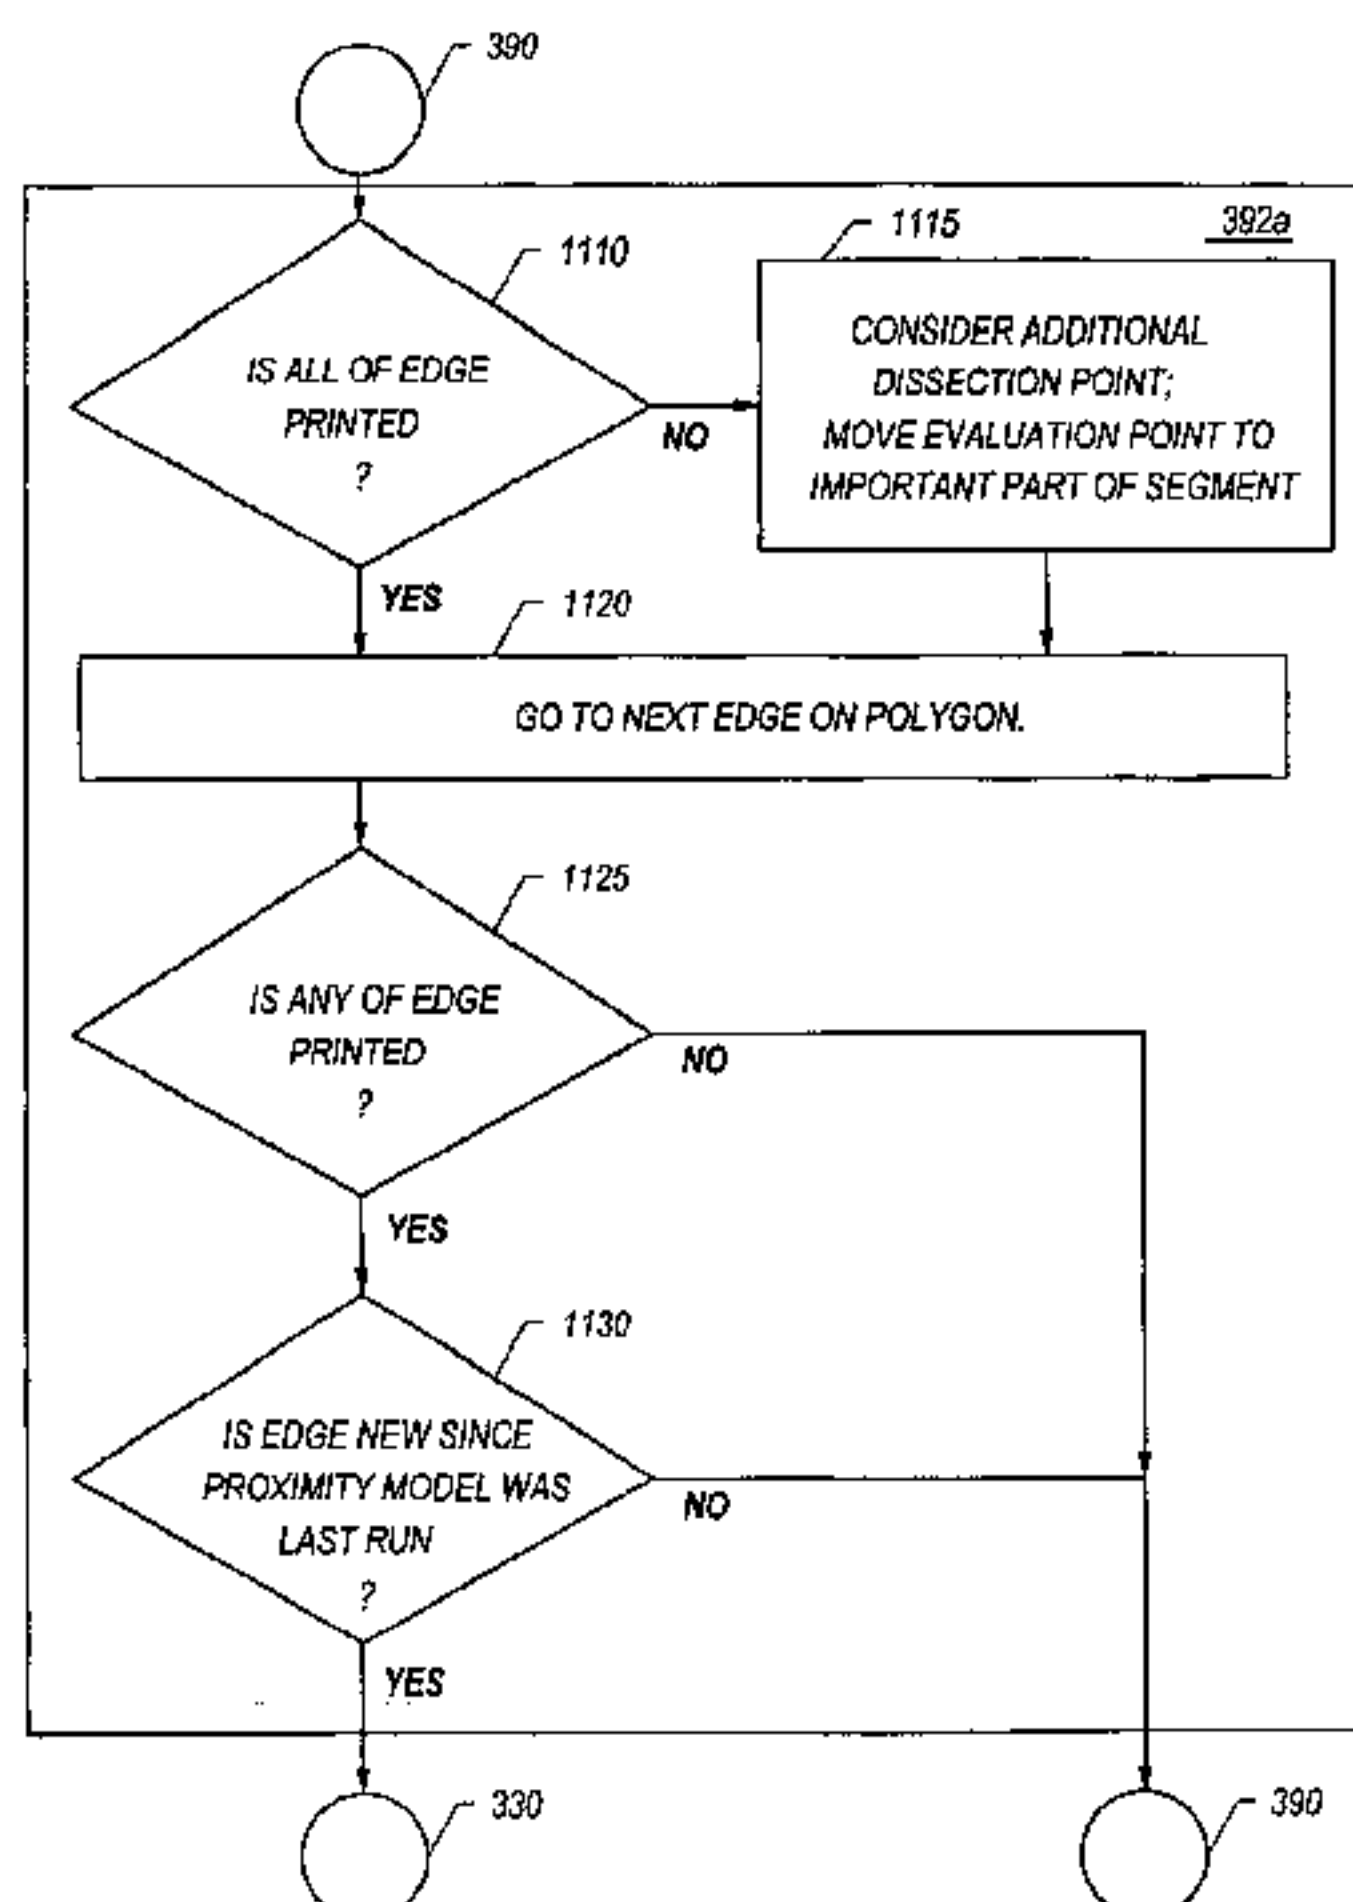 390
392a
1115
1110
CONSIDER ADDITIONAL
DISSECTION POINT;
MOVE EVALUATION POINT TO
IMPORTANT PART OF SEGMENT
IS ALL OF EDGE
PRINTED
?
NO
YES
1120
GO TO NEXT EDGE ON POLYGON.
1125
IS ANY OF EDGE
PRINTED
?
NO
YES
1130
IS EDGE NEW SINCE
PROXIMITY MODEL WAS
LAST RUN
?
NO
YES
330
390